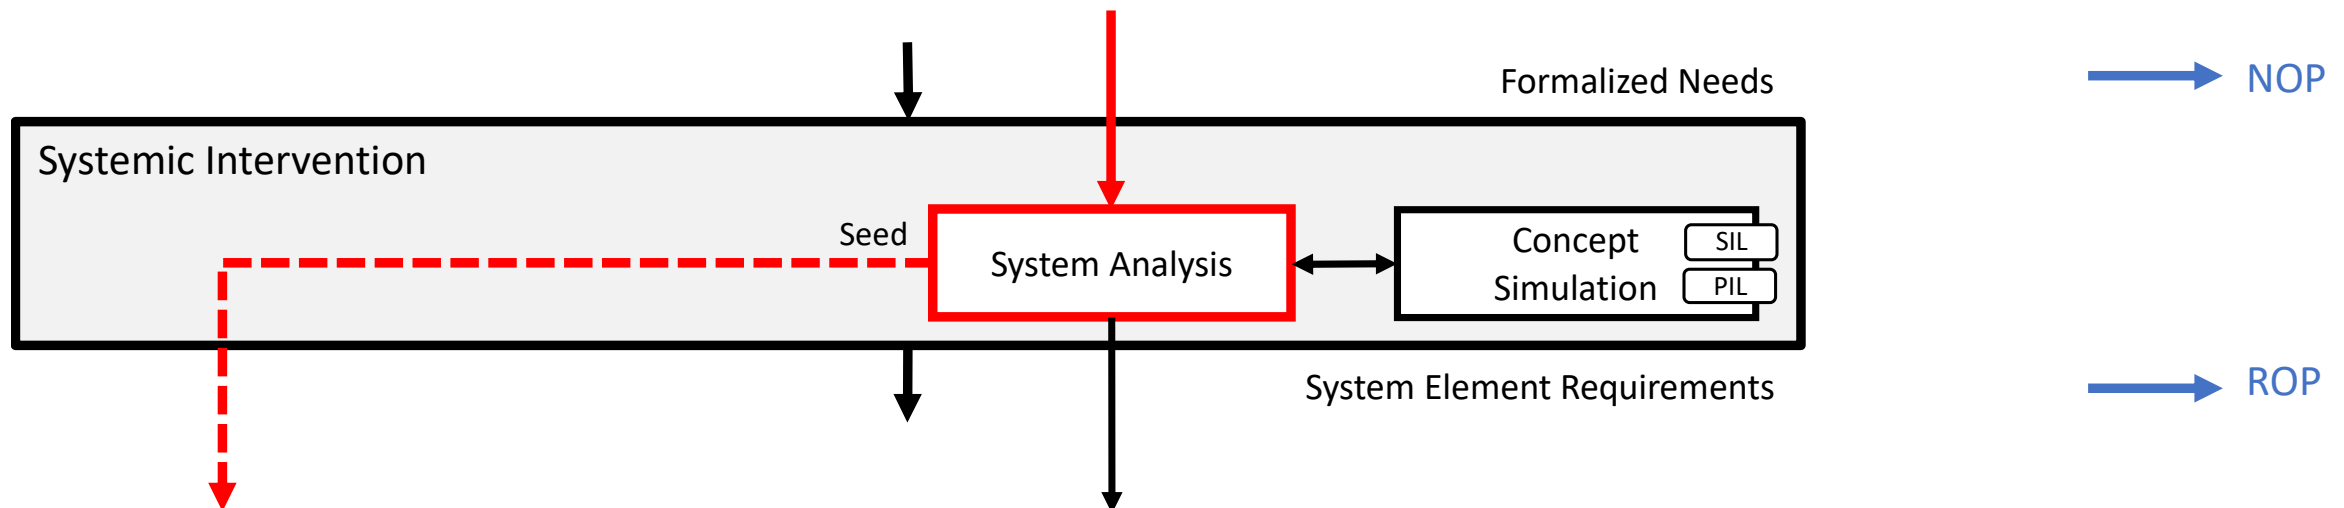 Formalized Needs
NOP
Systemic Intervention
Seed
System Analysis
Concept
Simulation
SIL
PIL
System Element Requirements
ROP